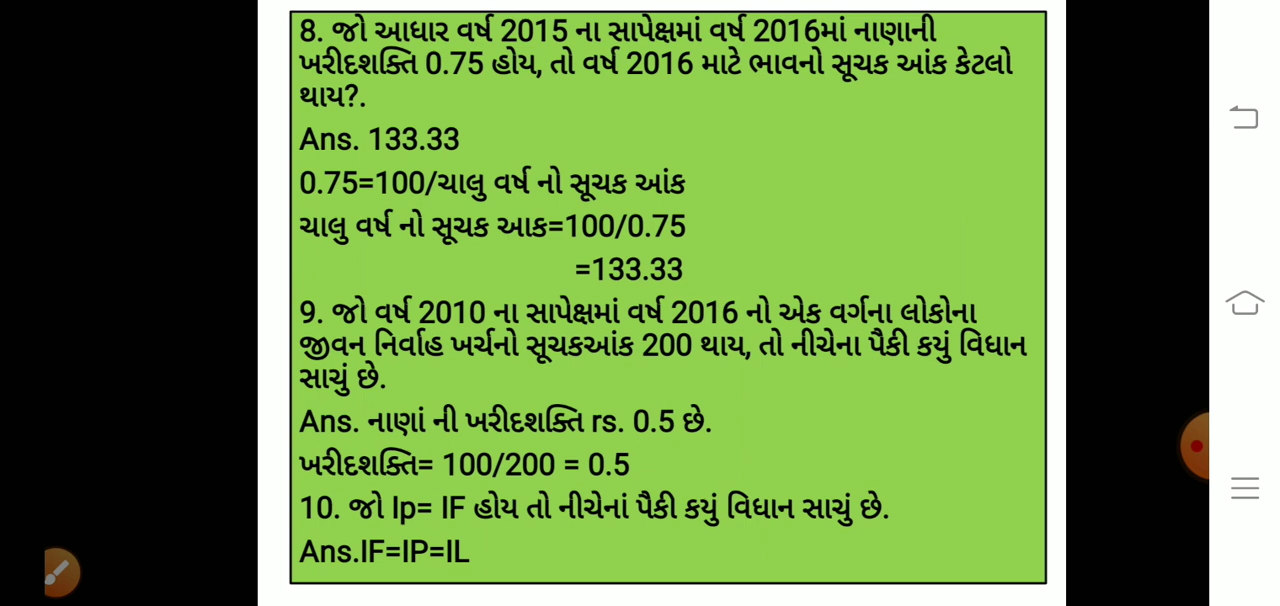 8. જો આધાર વર્ષ 2015 ના સાપેક્ષમાં વર્ષ 2016માં નાણાની
ખરીદશક્તિ 0.75 હોય, તો વર્ષ 2016 માટે ભાવનો સૂચક આંક કેટલો
થાય?.
Ans. 133.33
0.75=100/ચાલુ વર્ષ નો સૂચક આંક
ચાલુ વર્ષ નો સૂચક આક=100/0.75
=133.33
9. જો વર્ષ 2010 ના સાપેક્ષમાં વર્ષ 2016 નો એક વર્ગના લોકોના
જીવન નિર્વાહ ખર્ચનો સૂચકઆંક 200 થાય, તો નીચેના પૈકી કયું વિધાન
સાચું છે.
Ans. નાણાં ની ખરીદશક્તિ rs. 0.5 છે.
ખરીદશક્તિ= 100/200 = 0.5
10. જો Ip= IF હોય તો નીચેનાં પૈકી કયું વિધાન સાચું છે.
Ans.IF=IP=IL